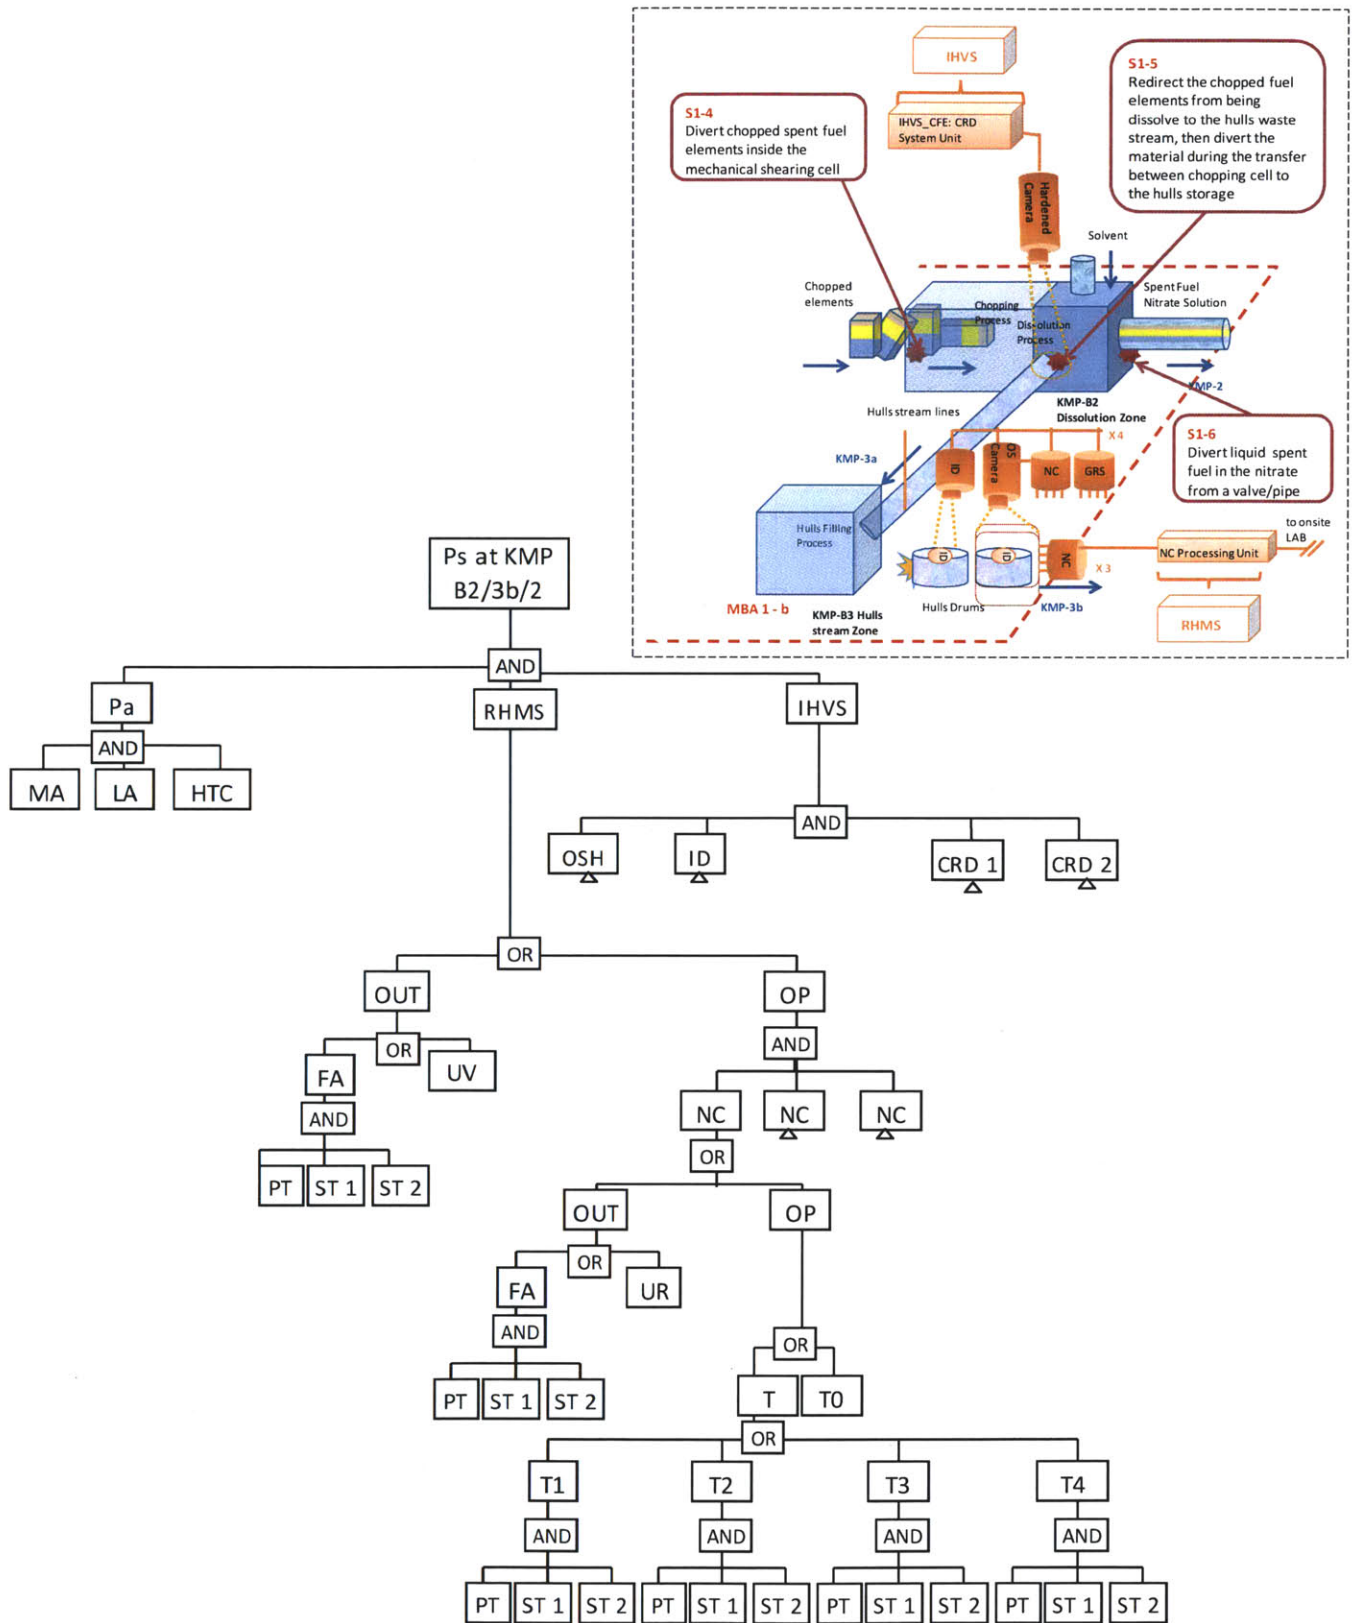 IHVS
IHVS_CFE: CRD
System Unit
S1-4
Divert chopped spent fuel
elements inside the
mechanical shearing cell
S1-5
Redirect the chopped fuel
elements from being
dissolve to the hulls waste
stream, then divert the
material during the transfer
between chopping cell to
the hulls storage
Hardened
Camera
Solvent
Chopped
elements
Chopping
Process
Dissolution
Process
Spent Fuel
Nitrate Solution
KMP-2
KMP-B2
Dissolution Zone
Hulls stream lines
KMP-3a
X 4
ID
OS
Camera
NC
GRS
S1-6
Divert liquid spent
fuel in the nitrate
from a valve/pipe
Hulls Filling
Process
ID
ID
NC
X 3
NC Processing Unit
to onsite
LAB
MBA 1 - b
KMP-B3 Hulls
stream Zone
Hulls Drums
KMP-3b
RHMS
Ps at KMP
B2/3b/2
AND
Pa
RHMS
IHVS
AND
MA
LA
HTC
AND
OSH
ID
CRD 1
CRD 2
OR
OUT
OP
OR
AND
FA
UV
AND
NC
NC
NC
PT
ST 1
ST 2
OR
OUT
OP
OR
FA
UR
AND
OR
PT
ST 1
ST 2
T
T0
OR
T1
T2
T3
T4
AND
AND
AND
AND
PT
ST 1
ST 2
PT
ST 1
ST 2
PT
ST 1
ST 2
PT
ST 1
ST 2